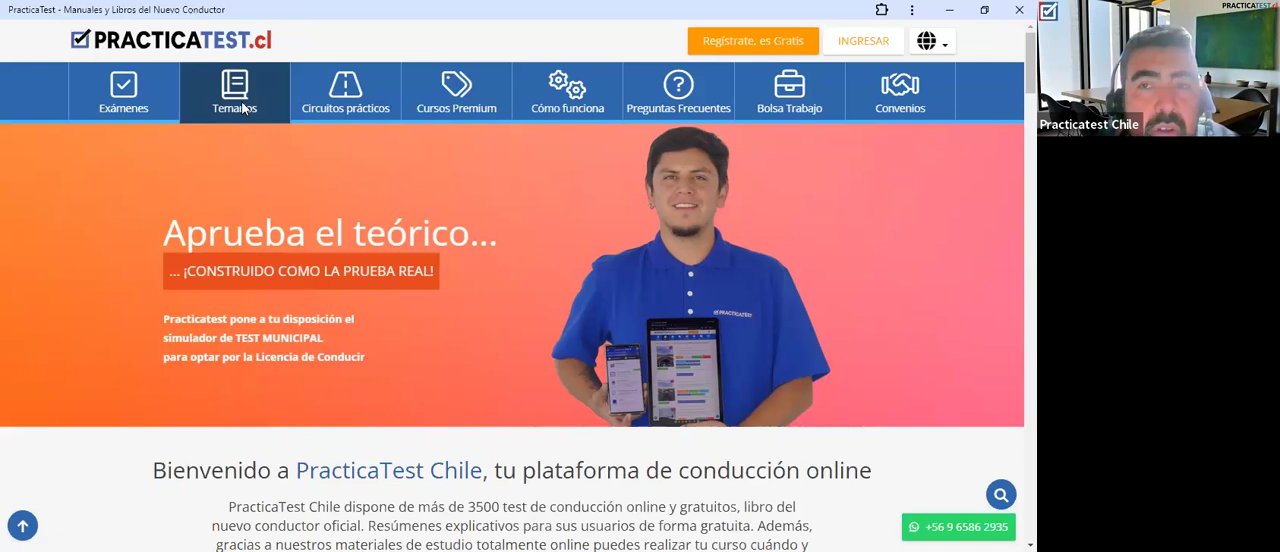 PracticaTest - Manuales y Libros del Nuevo Conductor
PRACTICATEST.cl
Regístrate, es Gratis
INGRESAR
Exámenes
Temarios
Circuitos prácticos
Cursos Premium
Cómo funciona
Preguntas Frecuentes
Bolsa Trabajo
Convenios
Aprueba el teórico...
... ¡CONSTRUIDO COMO LA PRUEBA REAL!
Practicatest pone a tu disposición el
simulador de TEST MUNICIPAL
para optar por la Licencia de Conducir
PRACTICATEST
Bienvenido a PracticaTest Chile, tu plataforma de conducción online
PracticaTest Chile dispone de más de 3500 test de conducción online y gratuitos, libro del
nuevo conductor oficial. Resúmenes explicativos para sus usuarios de forma gratuita. Además,
gracias a nuestros materiales de estudio totalmente online puedes realizar tu curso cuándo y
+56 9 6586 2935
PRACTICATEST.cl
Practicatest Chile